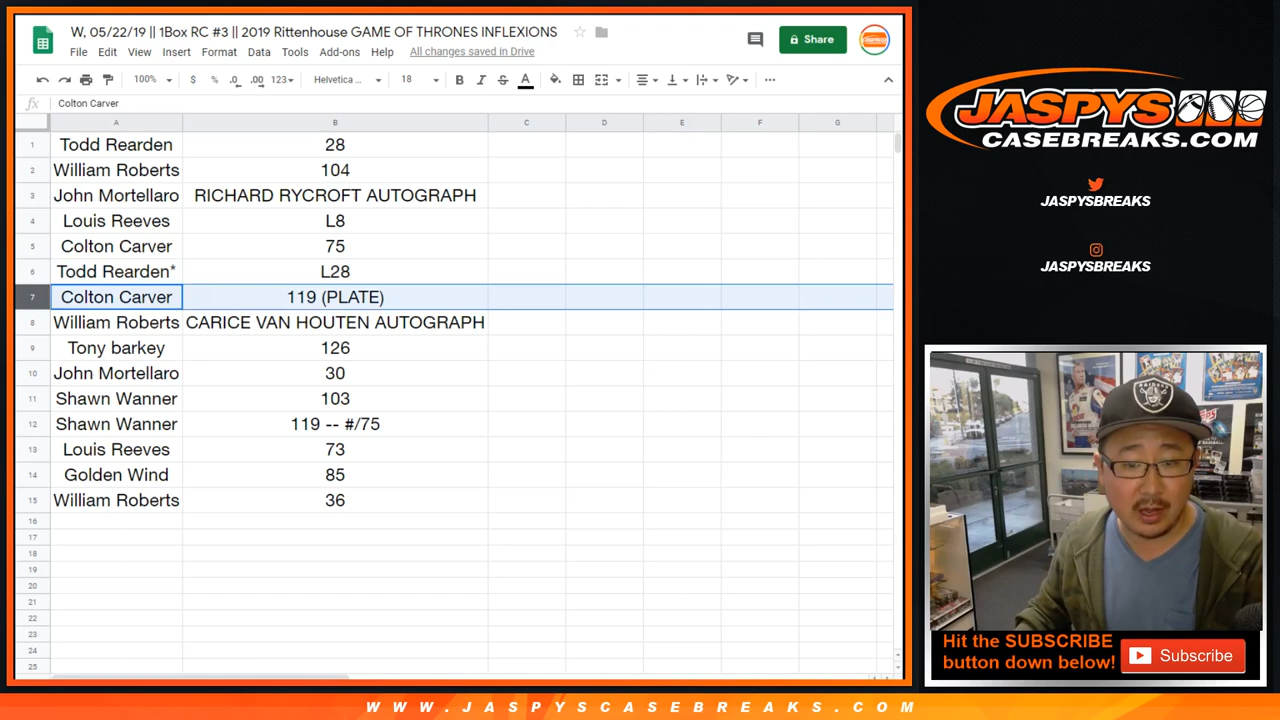 W, 05/22/19 || 1Box RC #3 || 2019 Rittenhouse GAME OF THRONES INFLEXIONS
File Edit View Insert Format Data Tools Add-ons Help All changes saved in Drive
Share
100% $ % .0 .00 123 Helvetica ... 18 B I S A
fx Colton Carver
A B C D E F G
1 Todd Rearden 28
2 William Roberts 104
3 John Mortellaro RICHARD RYCROFT AUTOGRAPH
4 Louis Reeves L8
5 Colton Carver 75
6 Todd Rearden* L28
7 Colton Carver 119 (PLATE)
8 William Roberts CARICE VAN HOUTEN AUTOGRAPH
9 Tony barkey 126
10 John Mortellaro 30
11 Shawn Wanner 103
12 Shawn Wanner 119 -- #/75
13 Louis Reeves 73
14 Golden Wind 85
15 William Roberts 36
16
17
18
19
20
21
22
23
24
25
JASPYS
CASEBREAKS.COM
JASPYSBREAKS
JASPYSBREAKS
RAIDERS
Hit the SUBSCRIBE
button down below!
Subscribe
WWW.JASPYSCASEBREAKS.COM